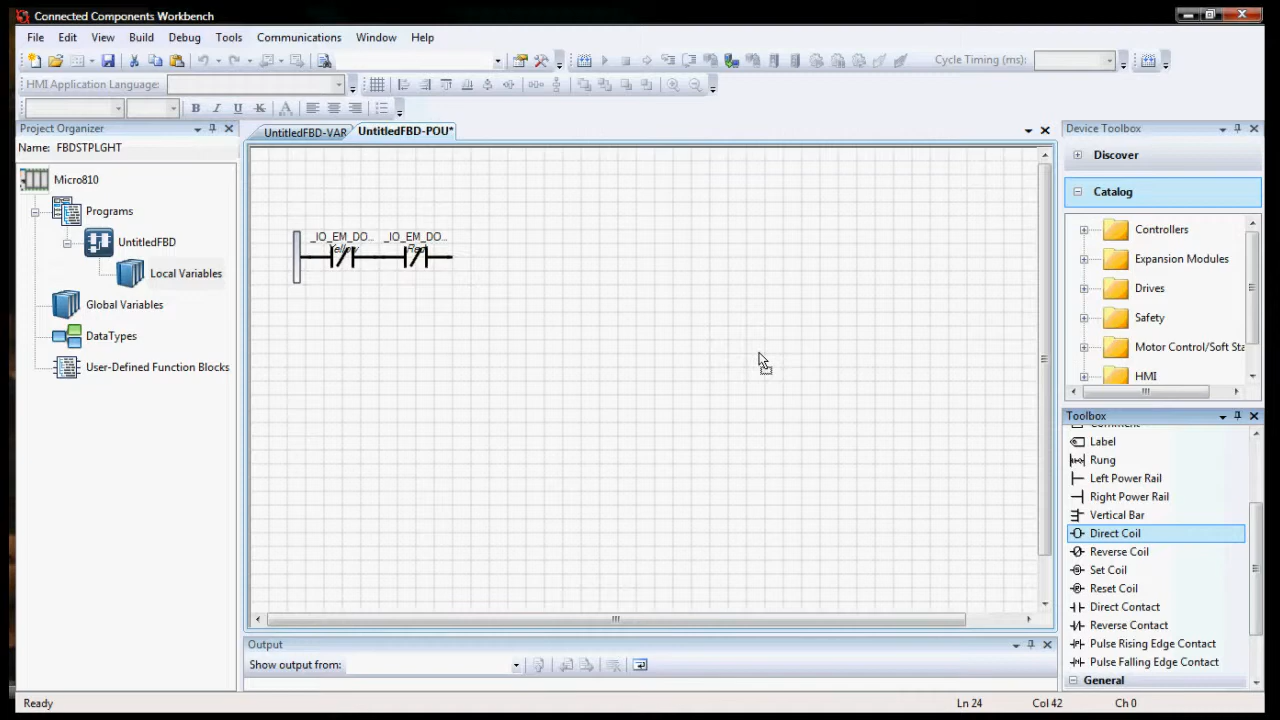 Connected Components Workbench
File Edit View Build Debug Tools Communications Window Help
Cycle Timing (ms):
HMI Application Language:
B I U K A
Project Organizer
Name: FBDSTPLGHT
Micro810
Programs
UntitledFBD
Local Variables
Global Variables
DataTypes
User-Defined Function Blocks
UntitledFBD-VAR UntitledFBD-POU*
_IO_EM_DO... _IO_EM_DO...
Yellow Red
Device Toolbox
Discover
Catalog
Controllers
Expansion Modules
Drives
Safety
Motor Control/Soft Sta
HMI
Toolbox
Comment
Label
Rung
Left Power Rail
Right Power Rail
Vertical Bar
Direct Coil
Reverse Coil
Set Coil
Reset Coil
Direct Contact
Reverse Contact
Pulse Rising Edge Contact
Pulse Falling Edge Contact
General
Output
Show output from:
Ready Ln 24 Col 42 Ch 0